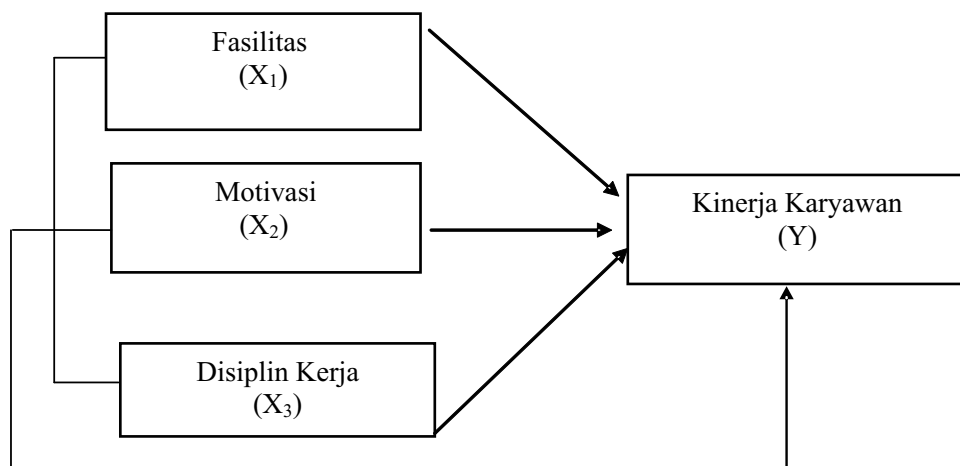 Fasilitas
(X₁)
Motivasi
(X₂)
Disiplin Kerja
(X₃)
Kinerja Karyawan
(Y)